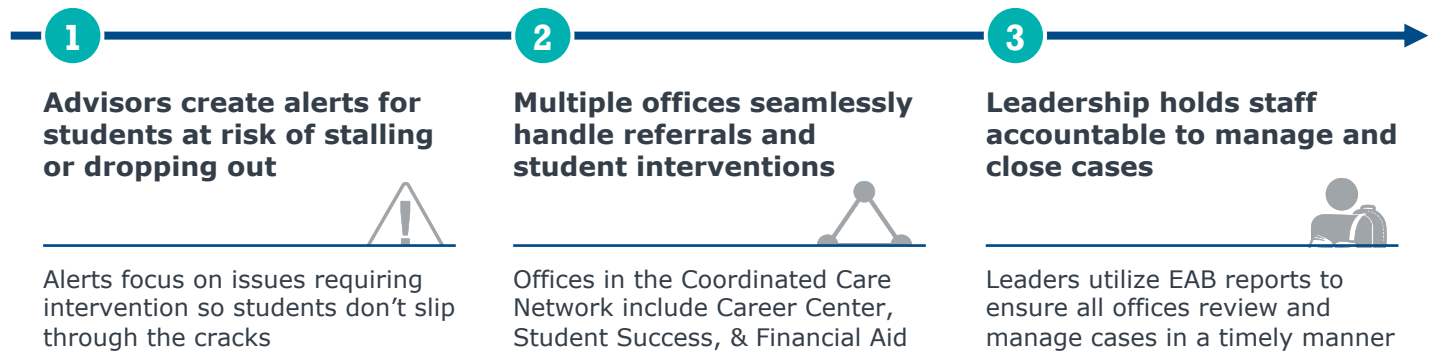 1
Advisors create alerts for
students at risk of stalling
or dropping out
Alerts focus on issues requiring
intervention so students don’t slip
through the cracks
2
Multiple offices seamlessly
handle referrals and
student interventions
Offices in the Coordinated Care
Network include Career Center,
Student Success, & Financial Aid
3
Leadership holds staff
accountable to manage and
close cases
Leaders utilize EAB reports to
ensure all offices review and
manage cases in a timely manner